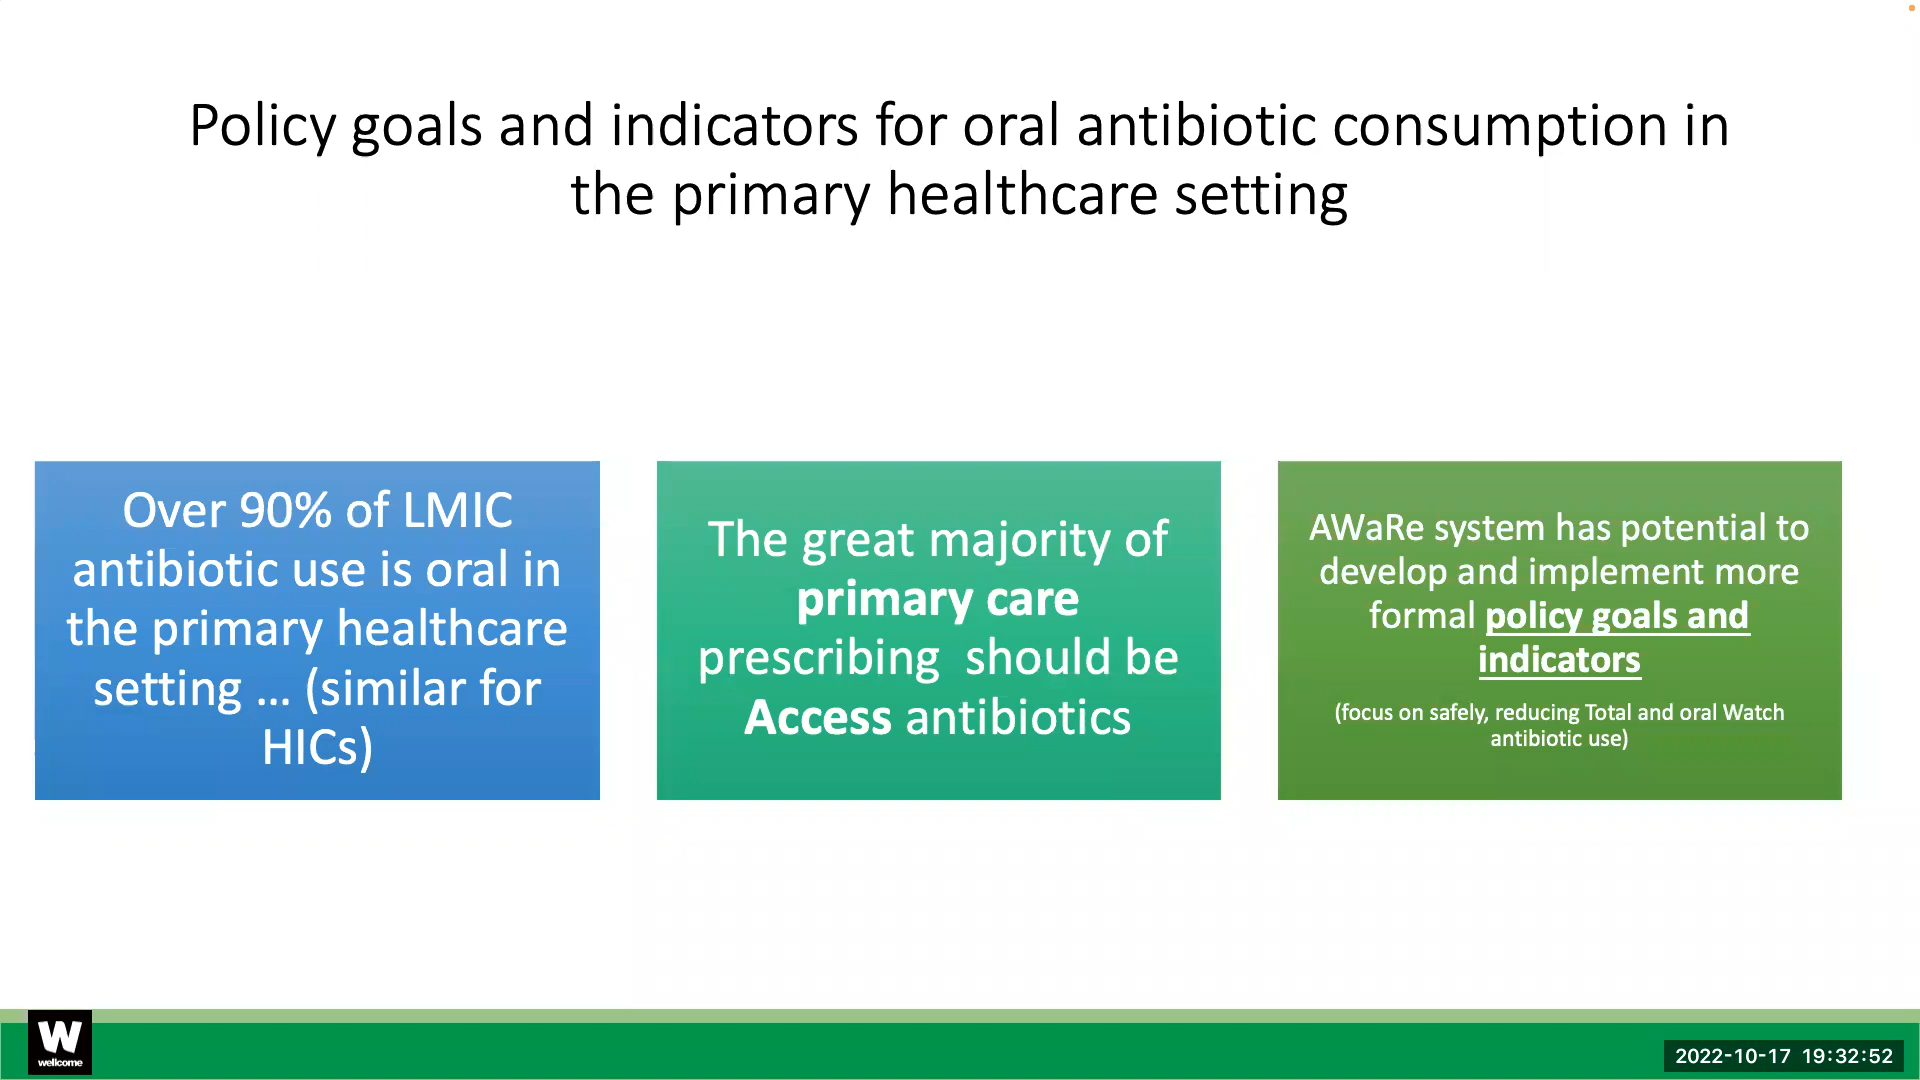 Policy goals and indicators for oral antibiotic consumption in
the primary healthcare setting
Over 90% of LMIC
antibiotic use is oral in
the primary healthcare
setting … (similar for
HICs)
The great majority of
primary care
prescribing  should be
Access antibiotics
AWaRe system has potential to
develop and implement more
formal policy goals and
indicators
(focus on safely, reducing Total and oral Watch
antibiotic use)
W
wellcome
2022-10-17 19:32:52